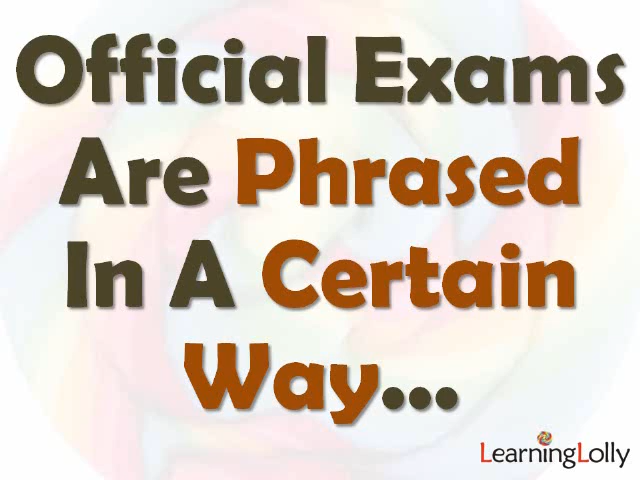 Official Exams
Are Phrased
In A Certain
Way...
LearningLolly